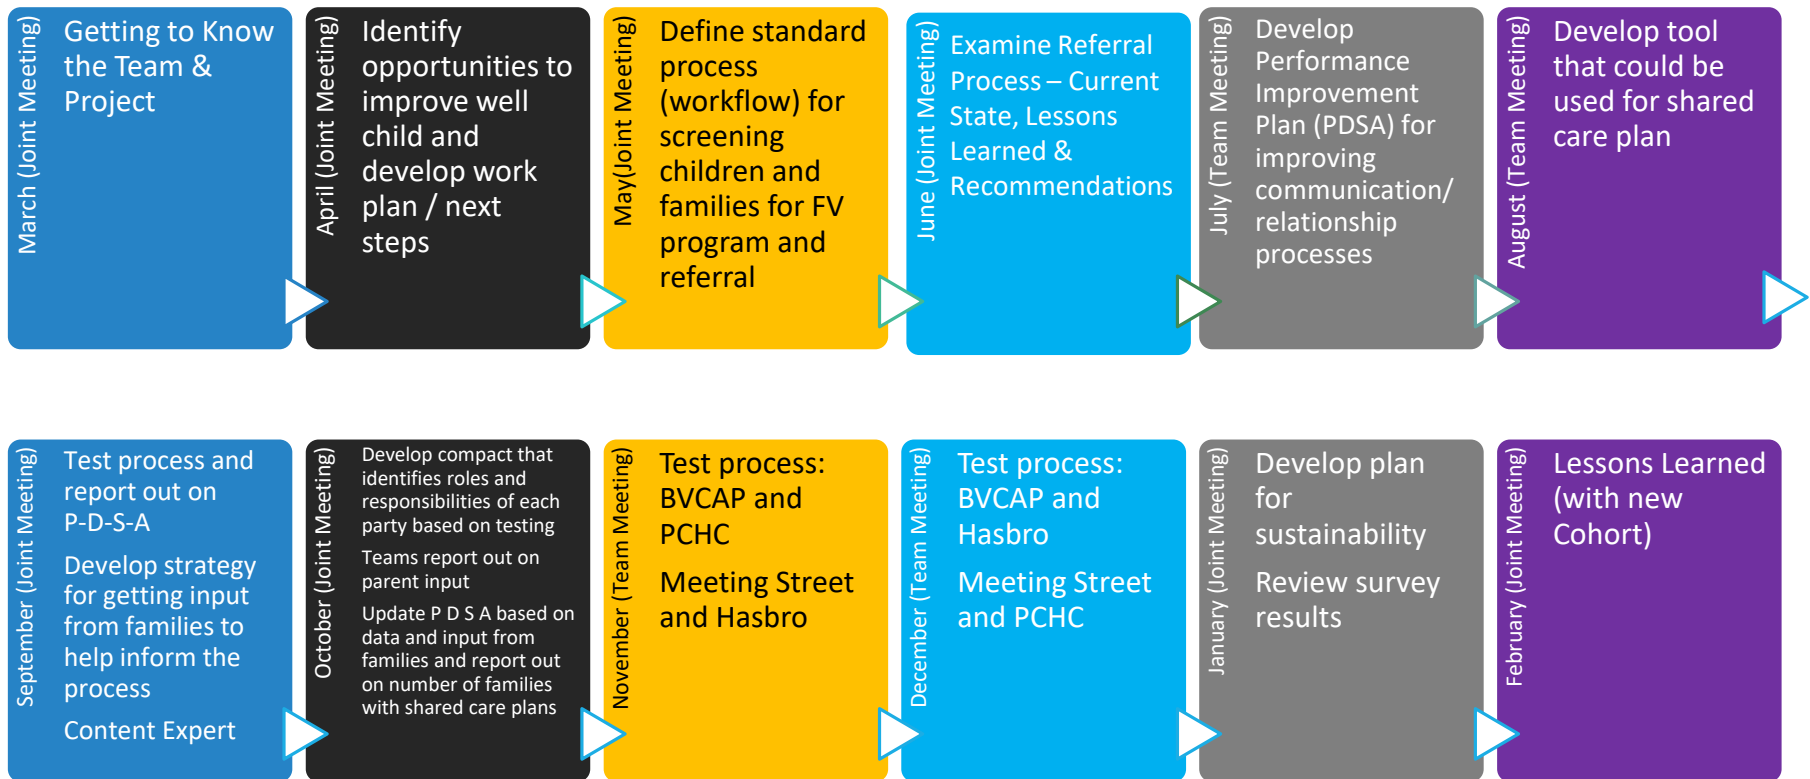 March (Joint Meeting)
Getting to Know
the Team &
Project
April (Joint Meeting)
Identify
opportunities to
improve well
child and
develop work
plan / next
steps
May(Joint Meeting)
Define standard
process
(workflow) for
screening
children and
families for FV
program and
referral
June (Joint Meeting)
Examine Referral
Process – Current
State, Lessons
Learned &
Recommendations
July (Team Meeting)
Develop
Performance
Improvement
Plan (PDSA) for
improving
communication/
relationship
processes
August (Team Meeting)
Develop tool
that could be
used for shared
care plan
September (Joint Meeting)
Test process and
report out on
P-D-S-A
Develop strategy
for getting input
from families to
help inform the
process
Content Expert
October (Joint Meeting)
Develop compact that
identifies roles and
responsibilities of each
party based on testing
Teams report out on
parent input
Update P D S A based on
data and input from
families and report out
on number of families
with shared care plans
November (Team Meeting)
Test process:
BVCAP and
PCHC
Meeting Street
and Hasbro
December (Team Meeting)
Test process:
BVCAP and
Hasbro
Meeting Street
and PCHC
January (Joint Meeting)
Develop plan
for
sustainability
Review survey
results
February (Joint Meeting)
Lessons Learned
(with new
Cohort)